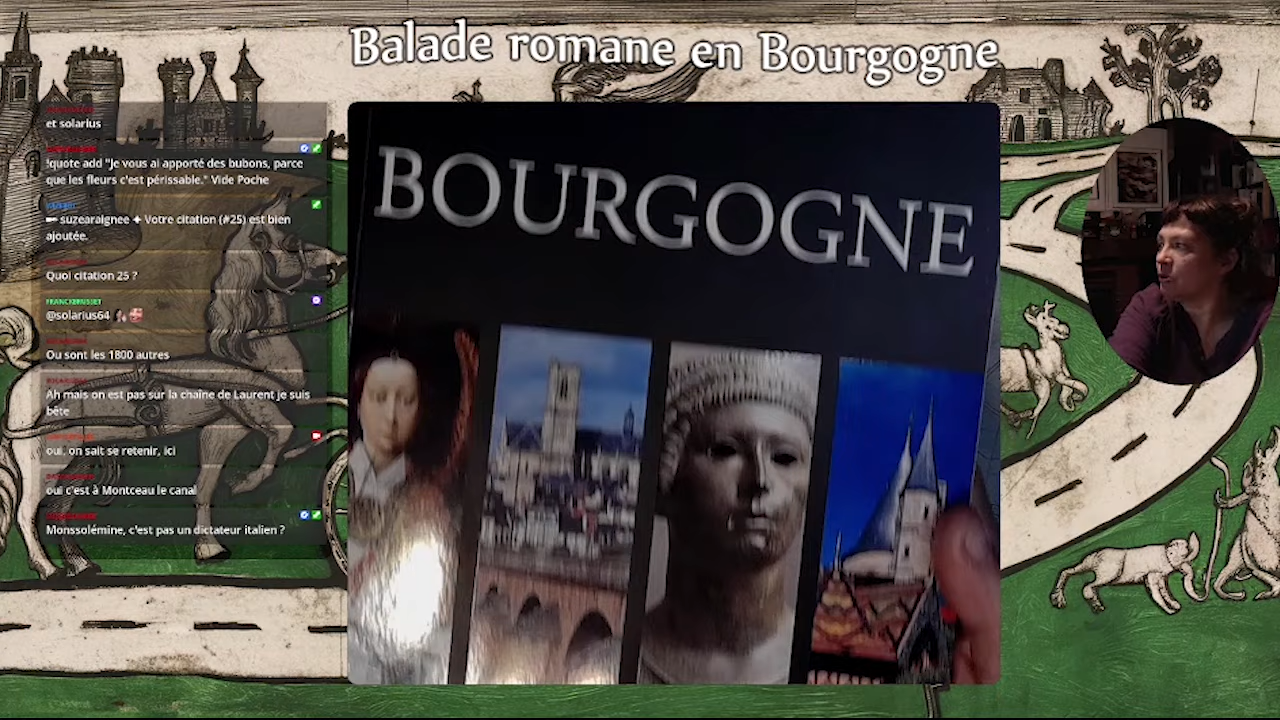 Balade romane en Bourgogne
et solarius
!quote add "Je vous ai apporté des bubons, parce
que les fleurs c'est périssable." Vide Poche
suzearaignee ✦ Votre citation (#25) est bien
ajoutée.
Quoi citation 25 ?
FRANCKBRUSSET
@solarius64
Ou sont les 1800 autres
Ah mais on est pas sur la chaîne de Laurent je suis
bête
oui, on sait se retenir, ici
oui c'est à Montceau le canal
Monssolémine, c'est pas un dictateur italien ?
BOURGOGNE